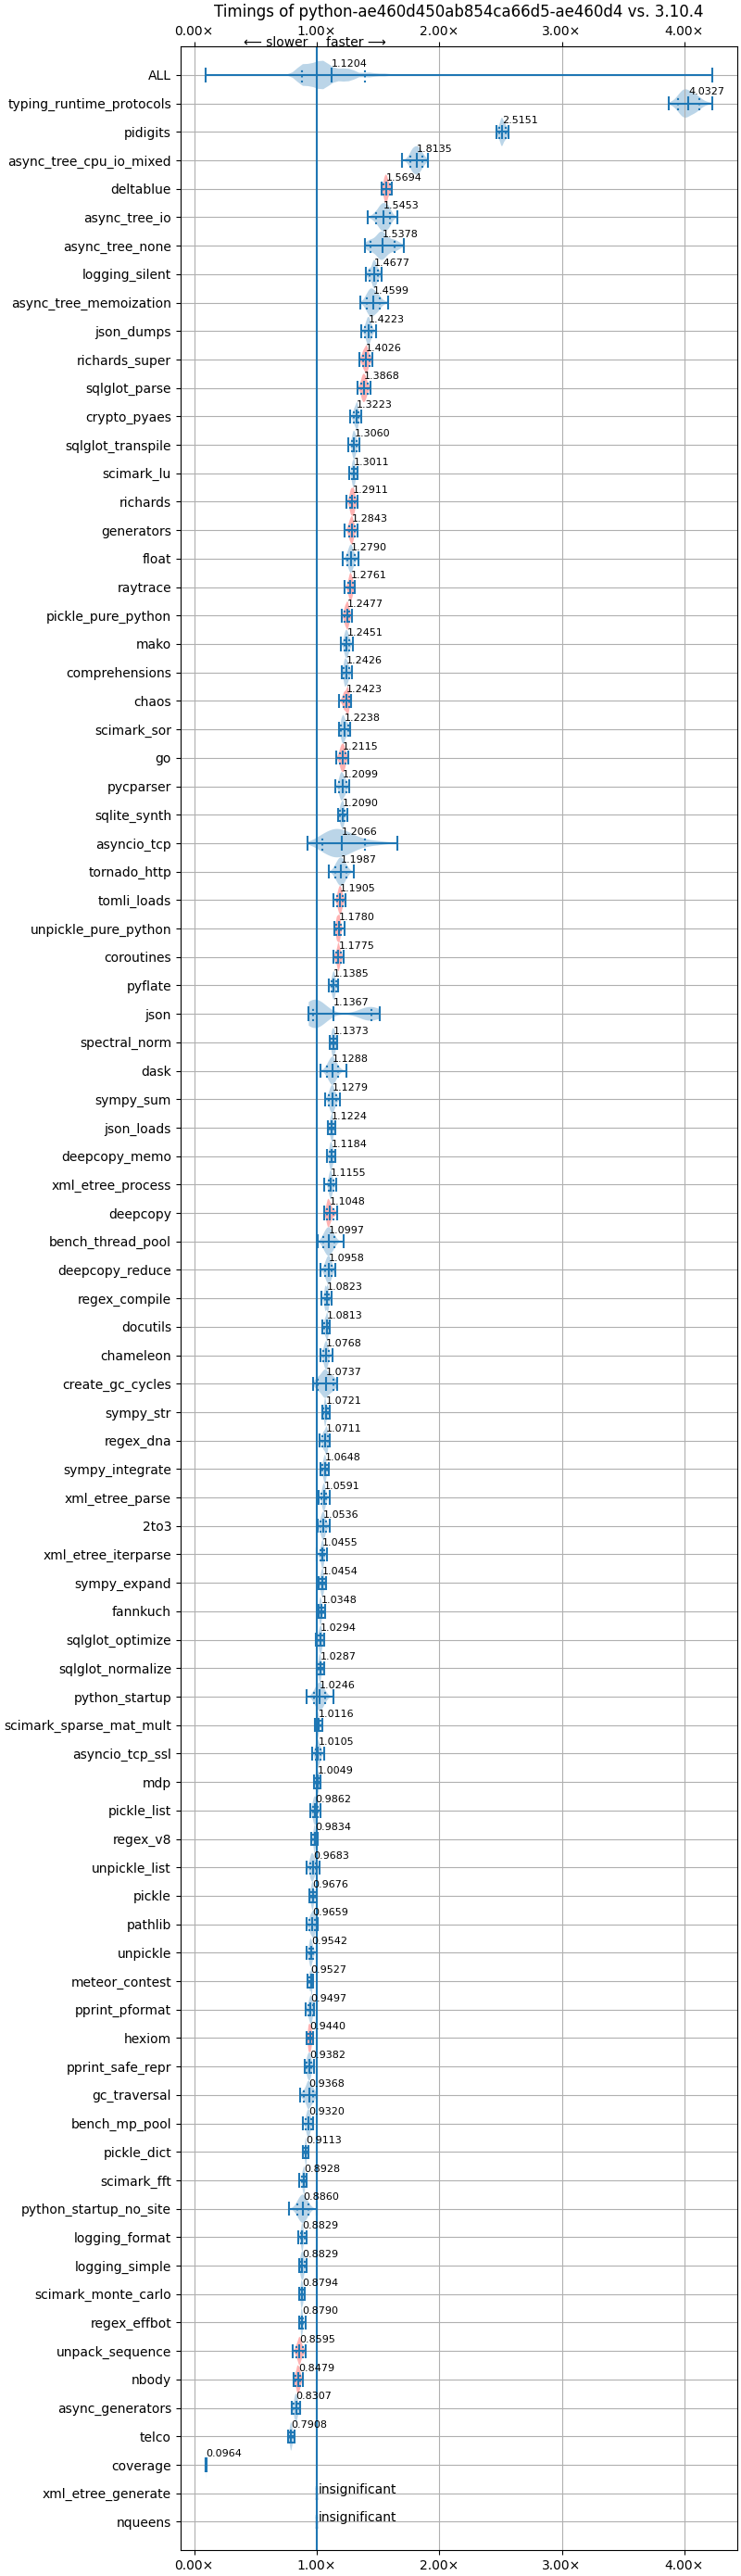 Timings of python-ae460d450ab854ca66d5-ae460d4 vs. 3.10.4
0.00× 1.00× 2.00× 3.00× 4.00×
⟵ slower faster ⟶
ALL 1.1204
typing_runtime_protocols 4.0327
pidigits 2.5151
async_tree_cpu_io_mixed 1.8135
deltablue 1.5694
async_tree_io 1.5453
async_tree_none 1.5378
logging_silent 1.4677
async_tree_memoization 1.4599
json_dumps 1.4223
richards_super 1.4026
sqlglot_parse 1.3868
crypto_pyaes 1.3223
sqlglot_transpile 1.3060
scimark_lu 1.3011
richards 1.2911
generators 1.2843
float 1.2790
raytrace 1.2761
pickle_pure_python 1.2477
mako 1.2451
comprehensions 1.2426
chaos 1.2423
scimark_sor 1.2238
go 1.2115
pycparser 1.2099
sqlite_synth 1.2090
asyncio_tcp 1.2066
tornado_http 1.1987
tomli_loads 1.1905
unpickle_pure_python 1.1780
coroutines 1.1775
pyflate 1.1385
json 1.1367
spectral_norm 1.1373
dask 1.1288
sympy_sum 1.1279
json_loads 1.1224
deepcopy_memo 1.1184
xml_etree_process 1.1155
deepcopy 1.1048
bench_thread_pool 1.0997
deepcopy_reduce 1.0958
regex_compile 1.0823
docutils 1.0813
chameleon 1.0768
create_gc_cycles 1.0737
sympy_str 1.0721
regex_dna 1.0711
sympy_integrate 1.0648
xml_etree_parse 1.0591
2to3 1.0536
xml_etree_iterparse 1.0455
sympy_expand 1.0454
fannkuch 1.0348
sqlglot_optimize 1.0294
sqlglot_normalize 1.0287
python_startup 1.0246
scimark_sparse_mat_mult 1.0116
asyncio_tcp_ssl 1.0105
mdp 1.0049
pickle_list 0.9862
regex_v8 0.9834
unpickle_list 0.9683
pickle 0.9676
pathlib 0.9659
unpickle 0.9542
meteor_contest 0.9527
pprint_pformat 0.9497
hexiom 0.9440
pprint_safe_repr 0.9382
gc_traversal 0.9368
bench_mp_pool 0.9320
pickle_dict 0.9113
scimark_fft 0.8928
python_startup_no_site 0.8860
logging_format 0.8829
logging_simple 0.8829
scimark_monte_carlo 0.8794
regex_effbot 0.8790
unpack_sequence 0.8595
nbody 0.8479
async_generators 0.8307
telco 0.7908
coverage 0.0964
xml_etree_generate insignificant
nqueens insignificant
0.00× 1.00× 2.00× 3.00× 4.00×